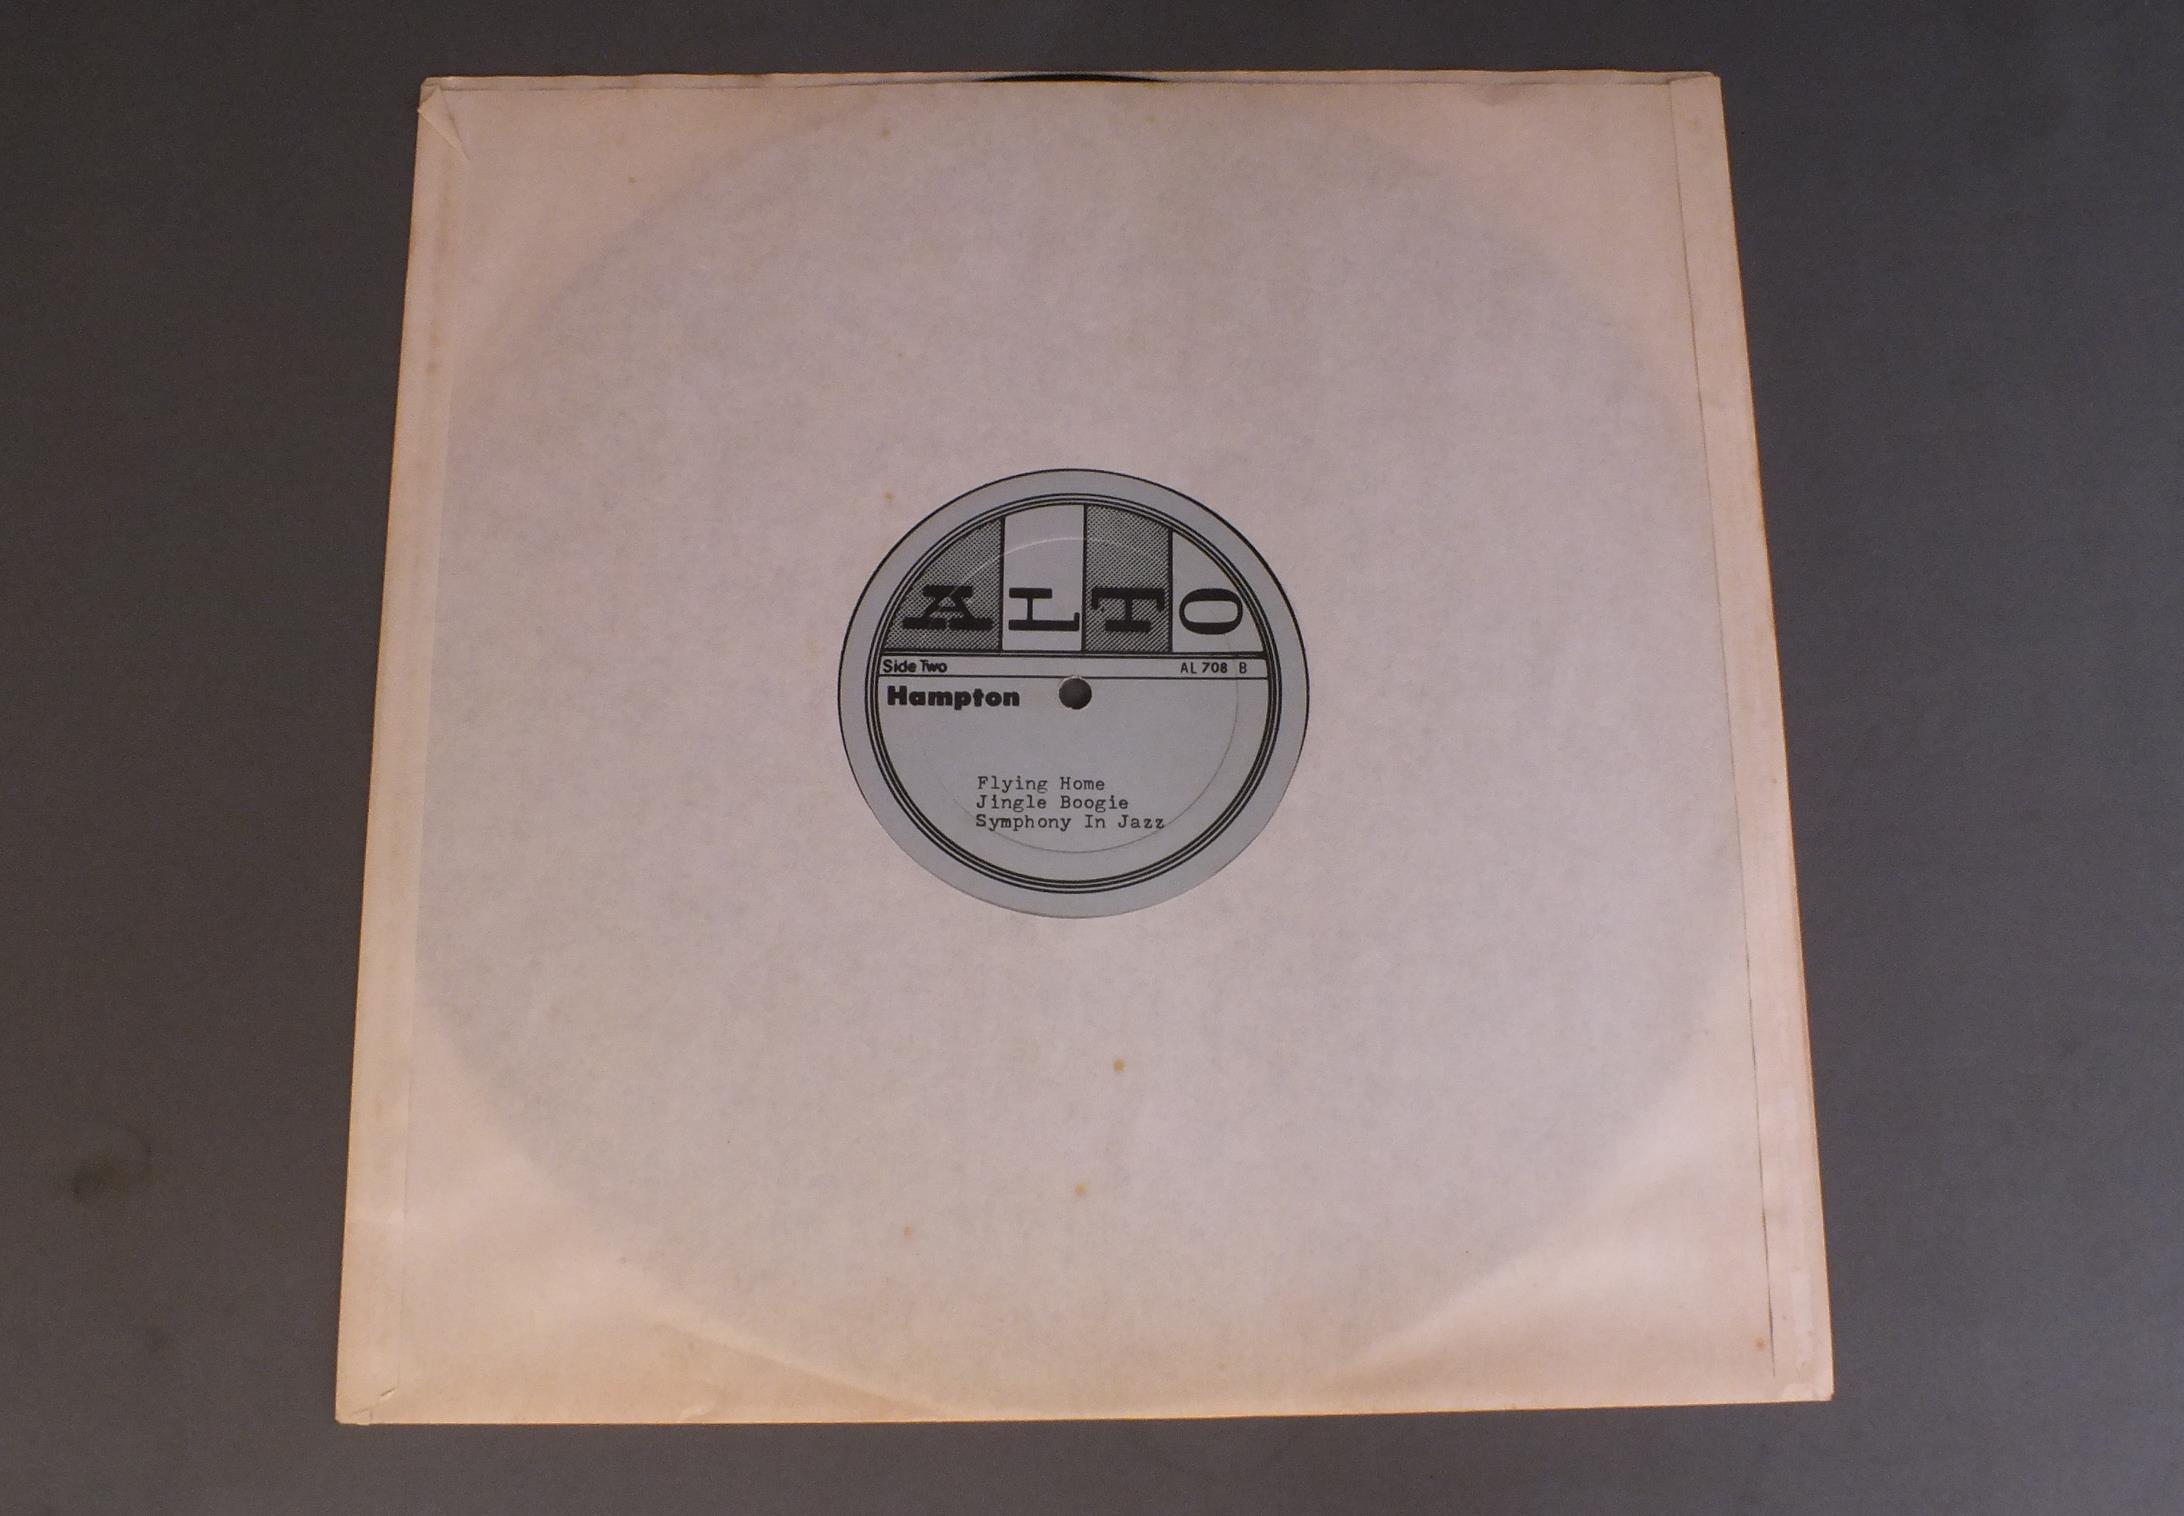 ALTO
Side Two AL 708 B
Hampton
Flying Home
Jingle Boogie
Symphony In Jazz